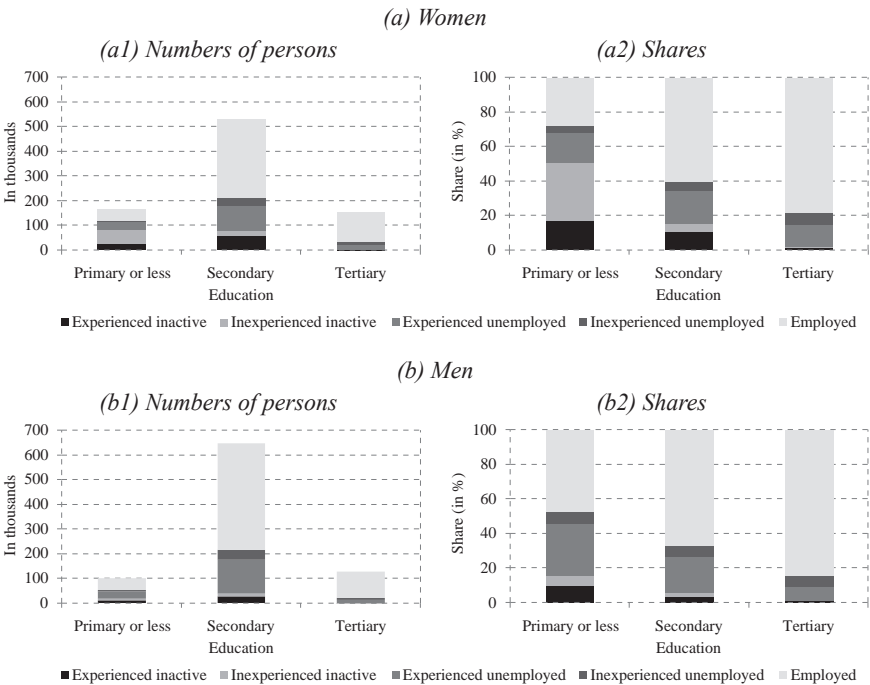 (a) Women
(a1) Numbers of persons
(a2) Shares
In thousands
700
600
500
400
300
200
100
0
Primary or less Secondary Tertiary
Education
Share (in %)
100
80
60
40
20
0
Primary or less Secondary Tertiary
Education
Experienced inactive Inexperienced inactive Experienced unemployed Inexperienced unemployed Employed
(b) Men
(b1) Numbers of persons
(b2) Shares
In thousands
700
600
500
400
300
200
100
0
Primary or less Secondary Tertiary
Education
Share (in %)
100
80
60
40
20
0
Primary or less Secondary Tertiary
Education
Experienced inactive Inexperienced inactive Experienced unemployed Inexperienced unemployed Employed